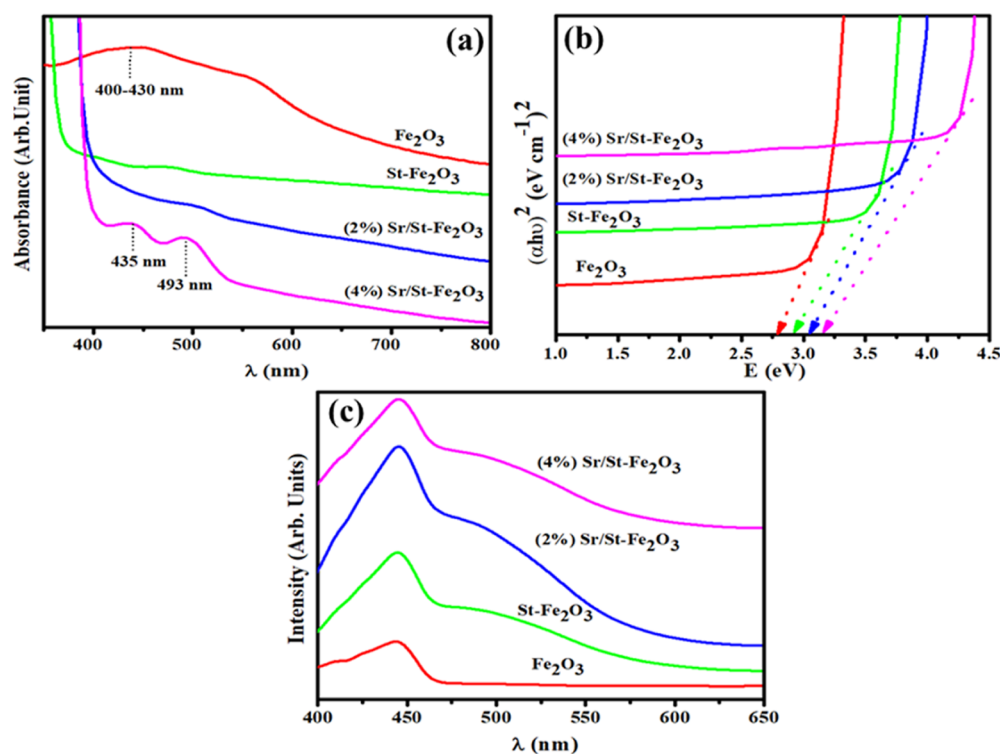 (a)
400-430 nm
Fe₂O₃
St-Fe₂O₃
(2%) Sr/St-Fe₂O₃
435 nm
493 nm
(4%) Sr/St-Fe₂O₃
Absorbance (Arb.Unit)
400 500 600 700 800
λ (nm)
(b)
(4%) Sr/St-Fe₂O₃
(2%) Sr/St-Fe₂O₃
St-Fe₂O₃
Fe₂O₃
(αhυ)² (eV cm⁻¹)²
1.0 1.5 2.0 2.5 3.0 3.5 4.0 4.5
E (eV)
(c)
(4%) Sr/St-Fe₂O₃
(2%) Sr/St-Fe₂O₃
St-Fe₂O₃
Fe₂O₃
Intensity (Arb. Units)
400 450 500 550 600 650
λ (nm)